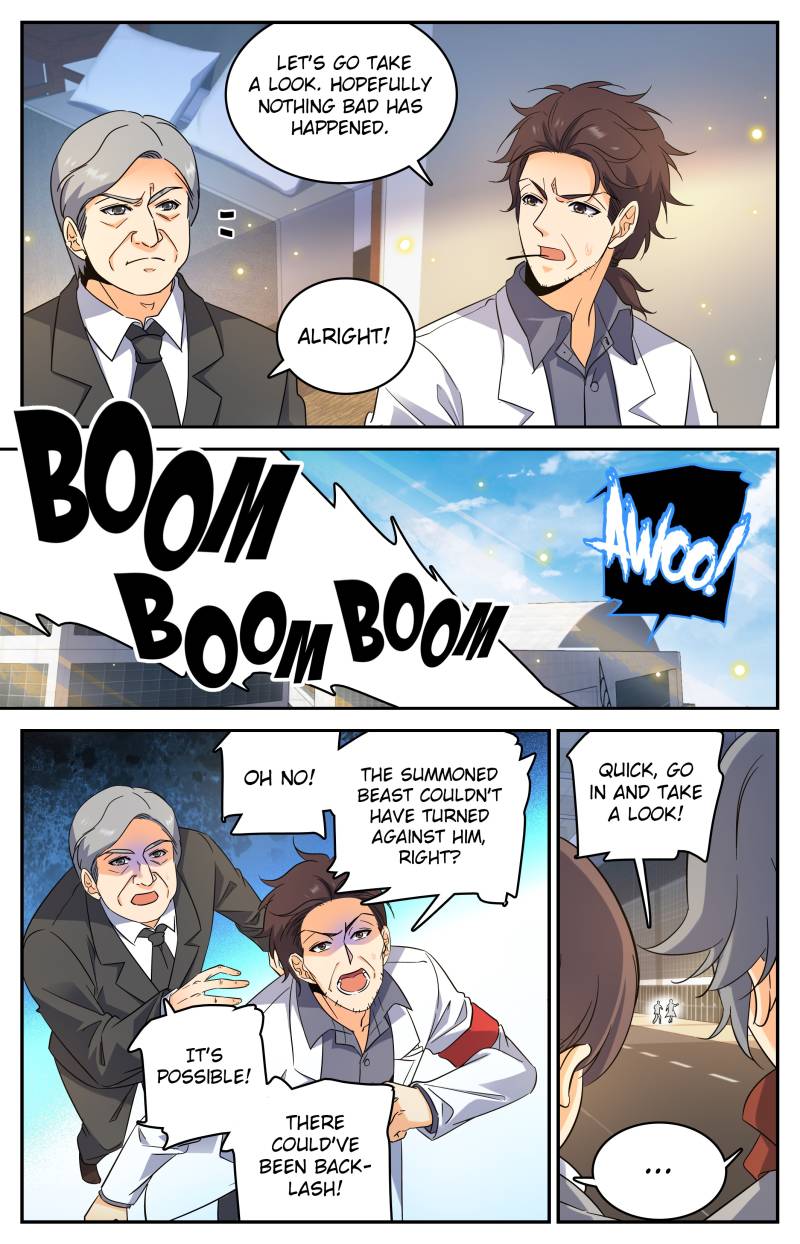 LET'S GO TAKE
A LOOK. HOPEFULLY
NOTHING BAD HAS
HAPPENED.
ALRIGHT!
BOOM
BOOM BOOM
AWOO!
OH NO!
THE SUMMONED
BEAST COULDN'T
HAVE TURNED
AGAINST HIM,
RIGHT?
IT'S
POSSIBLE!
THERE
COULD'VE
BEEN BACK-
LASH!
QUICK, GO
IN AND TAKE
A LOOK!
...